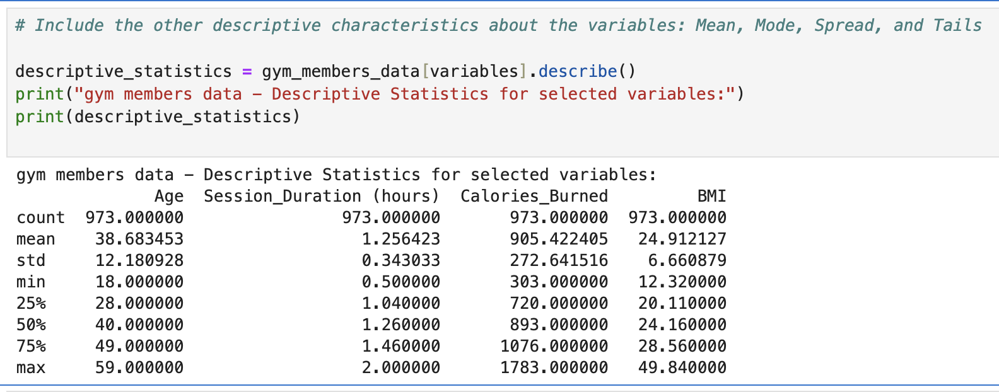 # Include the other descriptive characteristics about the variables: Mean, Mode, Spread, and Tails
descriptive_statistics = gym_members_data[variables].describe()
print("gym members data – Descriptive Statistics for selected variables:")
print(descriptive_statistics)
gym members data – Descriptive Statistics for selected variables:
              Age  Session_Duration (hours)  Calories_Burned         BMI
count  973.000000                973.000000       973.000000  973.000000
mean    38.683453                  1.256423       905.422405   24.912127
std     12.180928                  0.343033       272.641516    6.660879
min     18.000000                  0.500000       303.000000   12.320000
25%     28.000000                  1.040000       720.000000   20.110000
50%     40.000000                  1.260000       893.000000   24.160000
75%     49.000000                  1.460000      1076.000000   28.560000
max     59.000000                  2.000000      1783.000000   49.840000